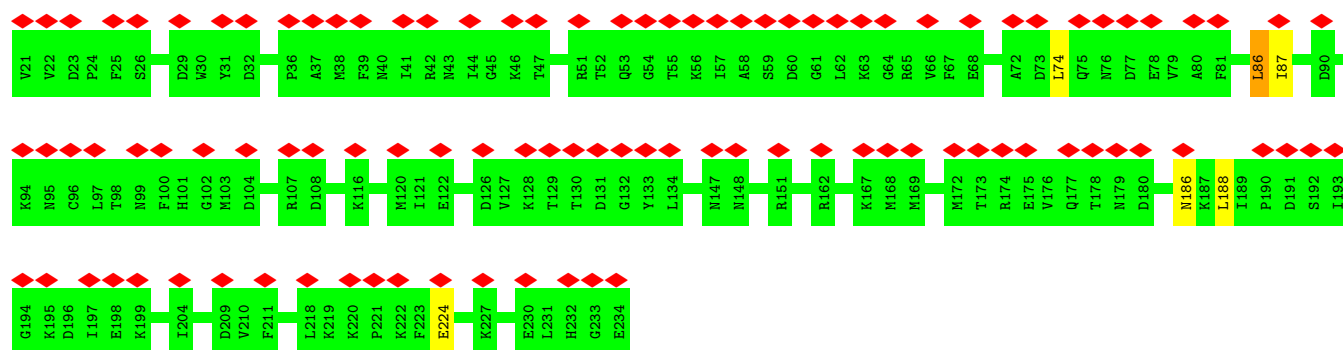 V21 V22 D23 P24 F25 S26 D29 W30 Y31 D32 P36 A37 M38 F39 N40 I41 R42 N43 I44 G45 K46 T47 R51 T52 Q53 G54 T55 K56 I57 A58 S59 D60 G61 L62 K63 G64 R65 V66 F67 E68 A72 D73 L74 Q75 N76 D77 E78 V79 A80 F81 L86 I87 D90
K94 N95 C96 L97 T98 N99 F100 H101 G102 M103 D104 R107 D108 K116 M120 I121 E122 D126 V127 K128 T129 T130 D131 G132 Y133 L134 N147 N148 R151 R162 K167 M168 M169 M172 T173 R174 E175 V176 Q177 T178 N179 D180 N186 K187 L188 I189 P190 D191 S192 I193
G194 K195 D196 I197 E198 K199 I204 D209 V210 F211 L218 K219 K220 P221 K222 F223 E224 K227 E230 L231 H232 G233 E234